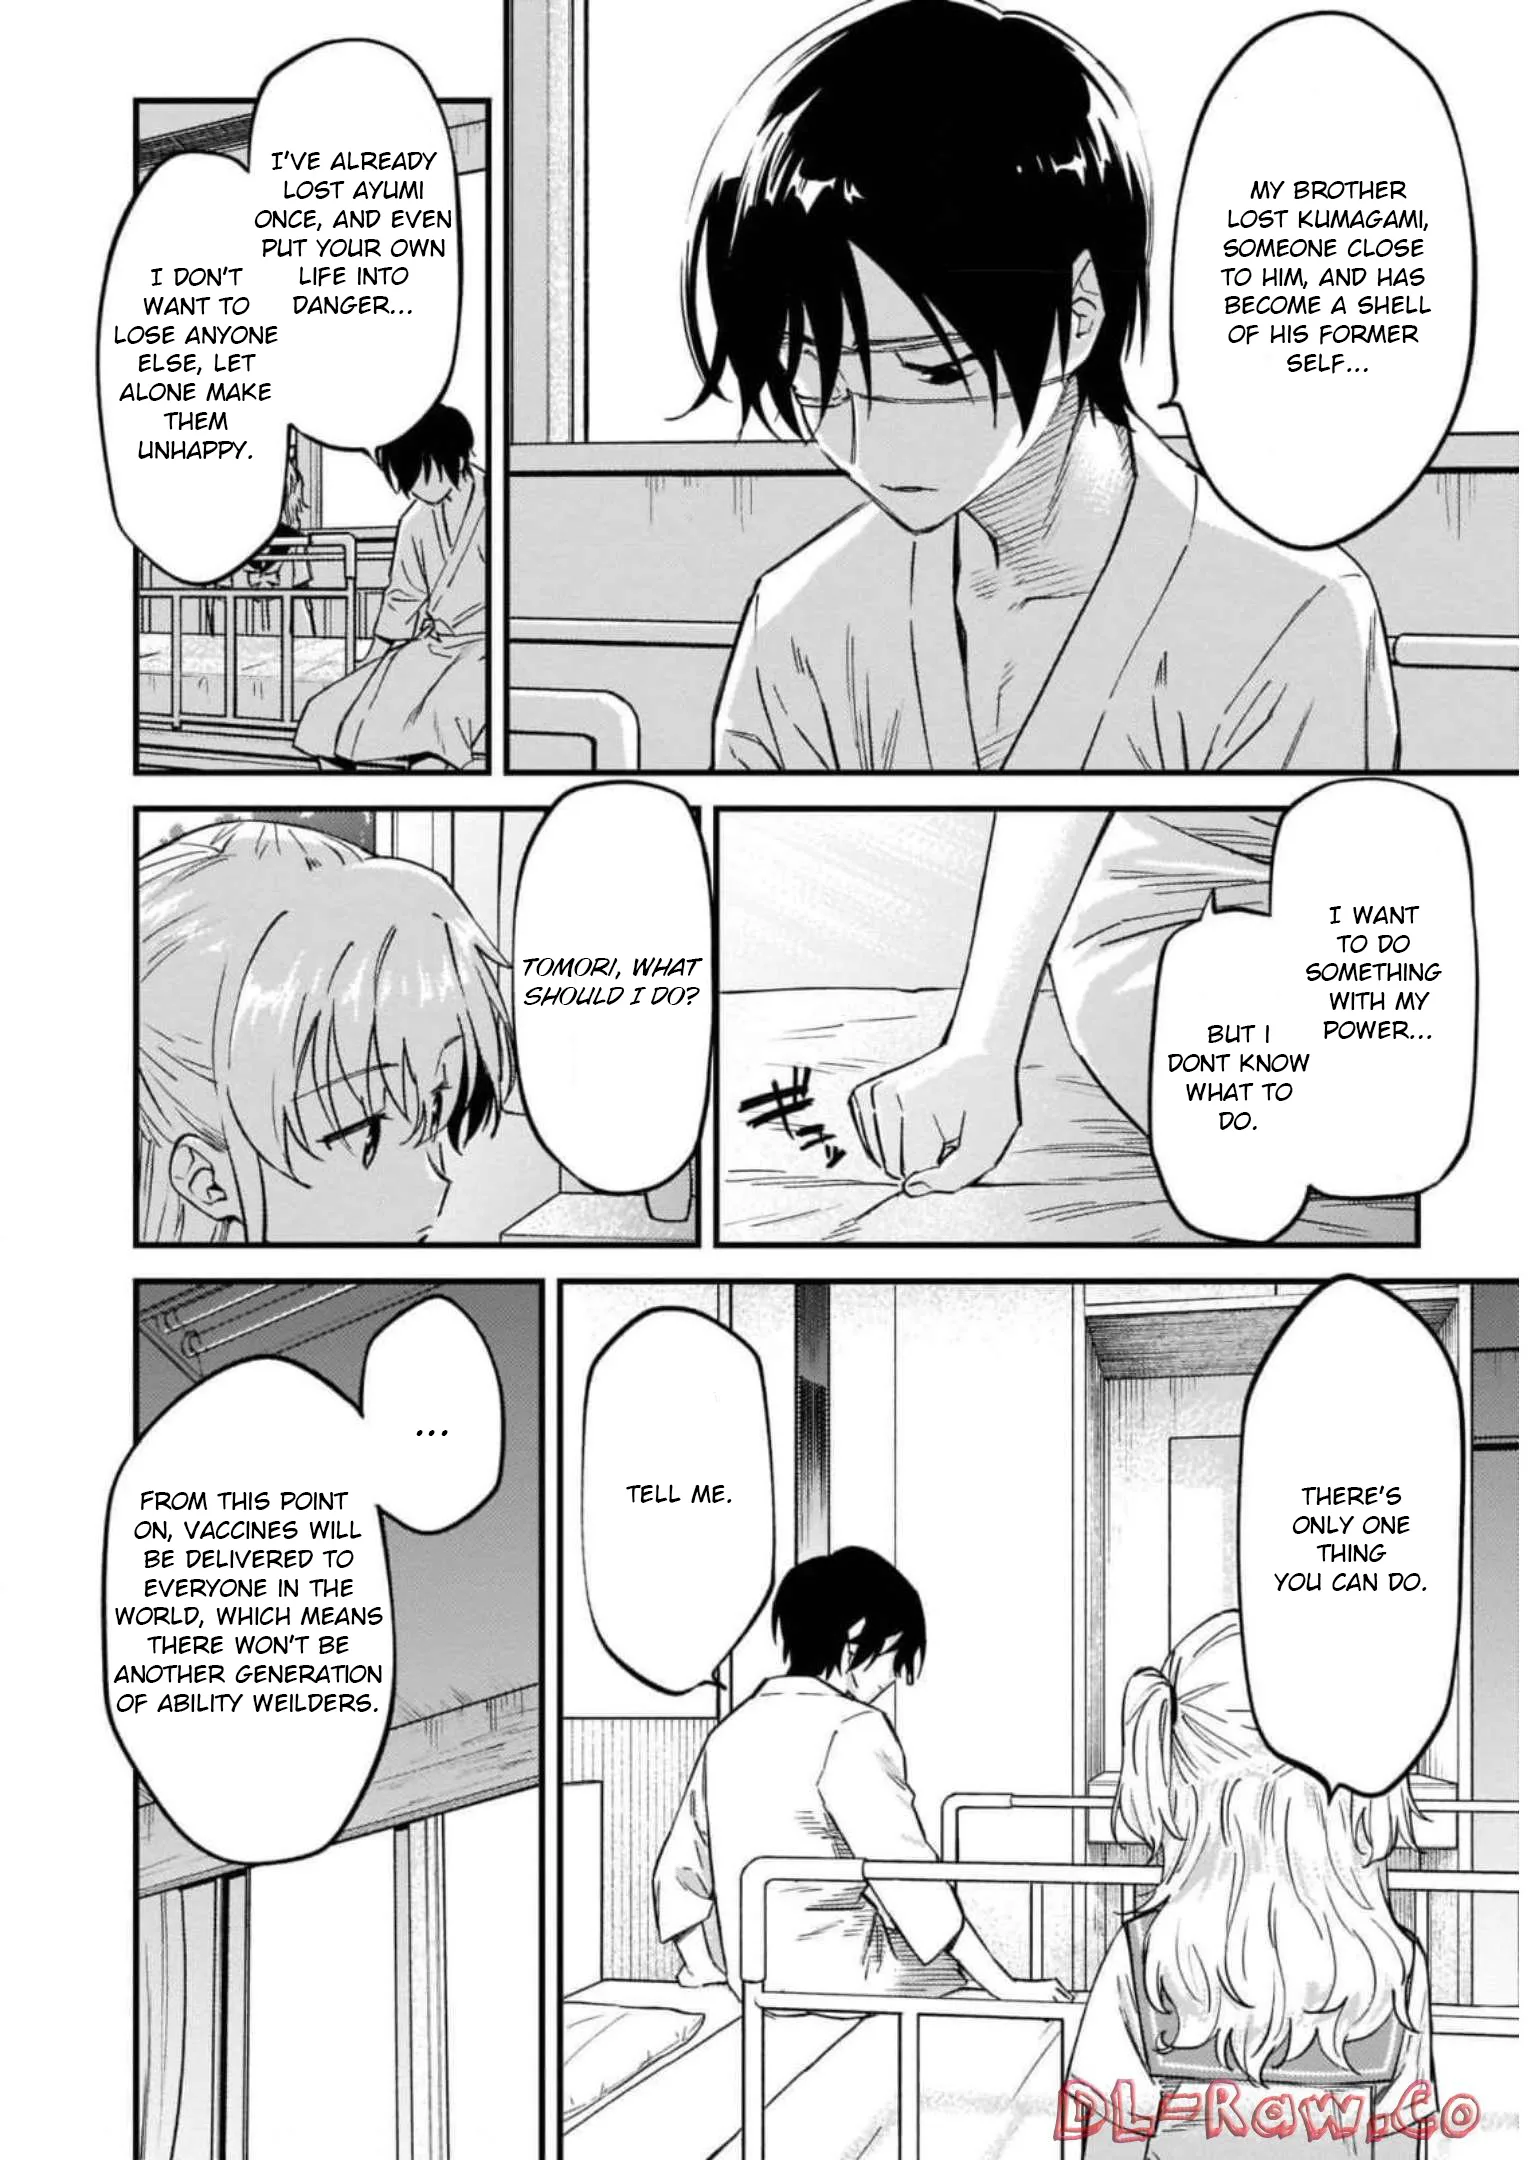 MY BROTHER
LOST KUMAGAMI,
SOMEONE CLOSE
TO HIM, AND HAS
BECOME A SHELL
OF HIS FORMER
SELF...
I'VE ALREADY
LOST AYUMI
ONCE, AND EVEN
PUT YOUR OWN
LIFE INTO
DANGER...
I DON'T
WANT TO
LOSE ANYONE
ELSE, LET
ALONE MAKE
THEM
UNHAPPY.
I WANT
TO DO
SOMETHING
WITH MY
POWER...
BUT I
DONT KNOW
WHAT TO
DO.
ギュッ
TOMORI, WHAT
SHOULD I DO?
THERE'S
ONLY ONE
THING
YOU CAN DO.
TELL ME.
...
FROM THIS POINT
ON, VACCINES WILL
BE DELIVERED TO
EVERYONE IN THE
WORLD, WHICH MEANS
THERE WON'T BE
ANOTHER GENERATION
OF ABILITY WEILDERS.
DL=Raw.Co